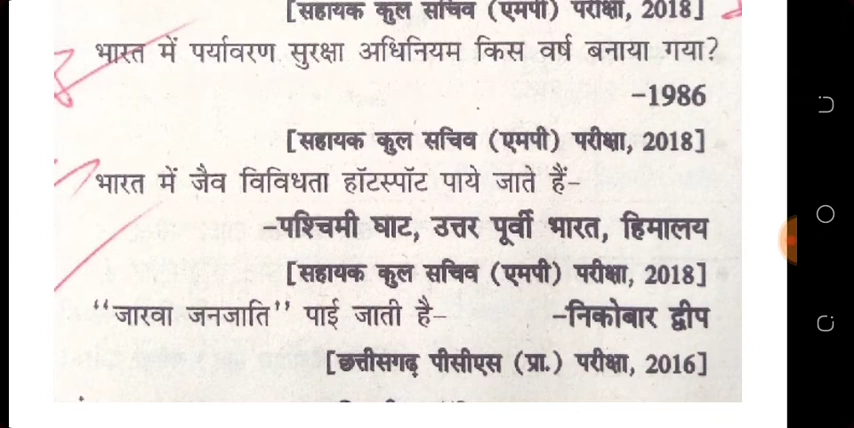 [सहायक कुल सचिव (एमपी) परीक्षा, 2018]
भारत में पर्यावरण सुरक्षा अधिनियम किस वर्ष बनाया गया?
-1986
[सहायक कुल सचिव (एमपी) परीक्षा, 2018]
भारत में जैव विविधता हॉटस्पॉट पाये जाते हैं-
-पश्चिमी घाट, उत्तर पूर्वी भारत, हिमालय
[सहायक कुल सचिव (एमपी) परीक्षा, 2018]
“जारवा जनजाति” पाई जाती है- -निकोबार द्वीप
[छत्तीसगढ़ पीसीएस (प्रा.) परीक्षा, 2016]